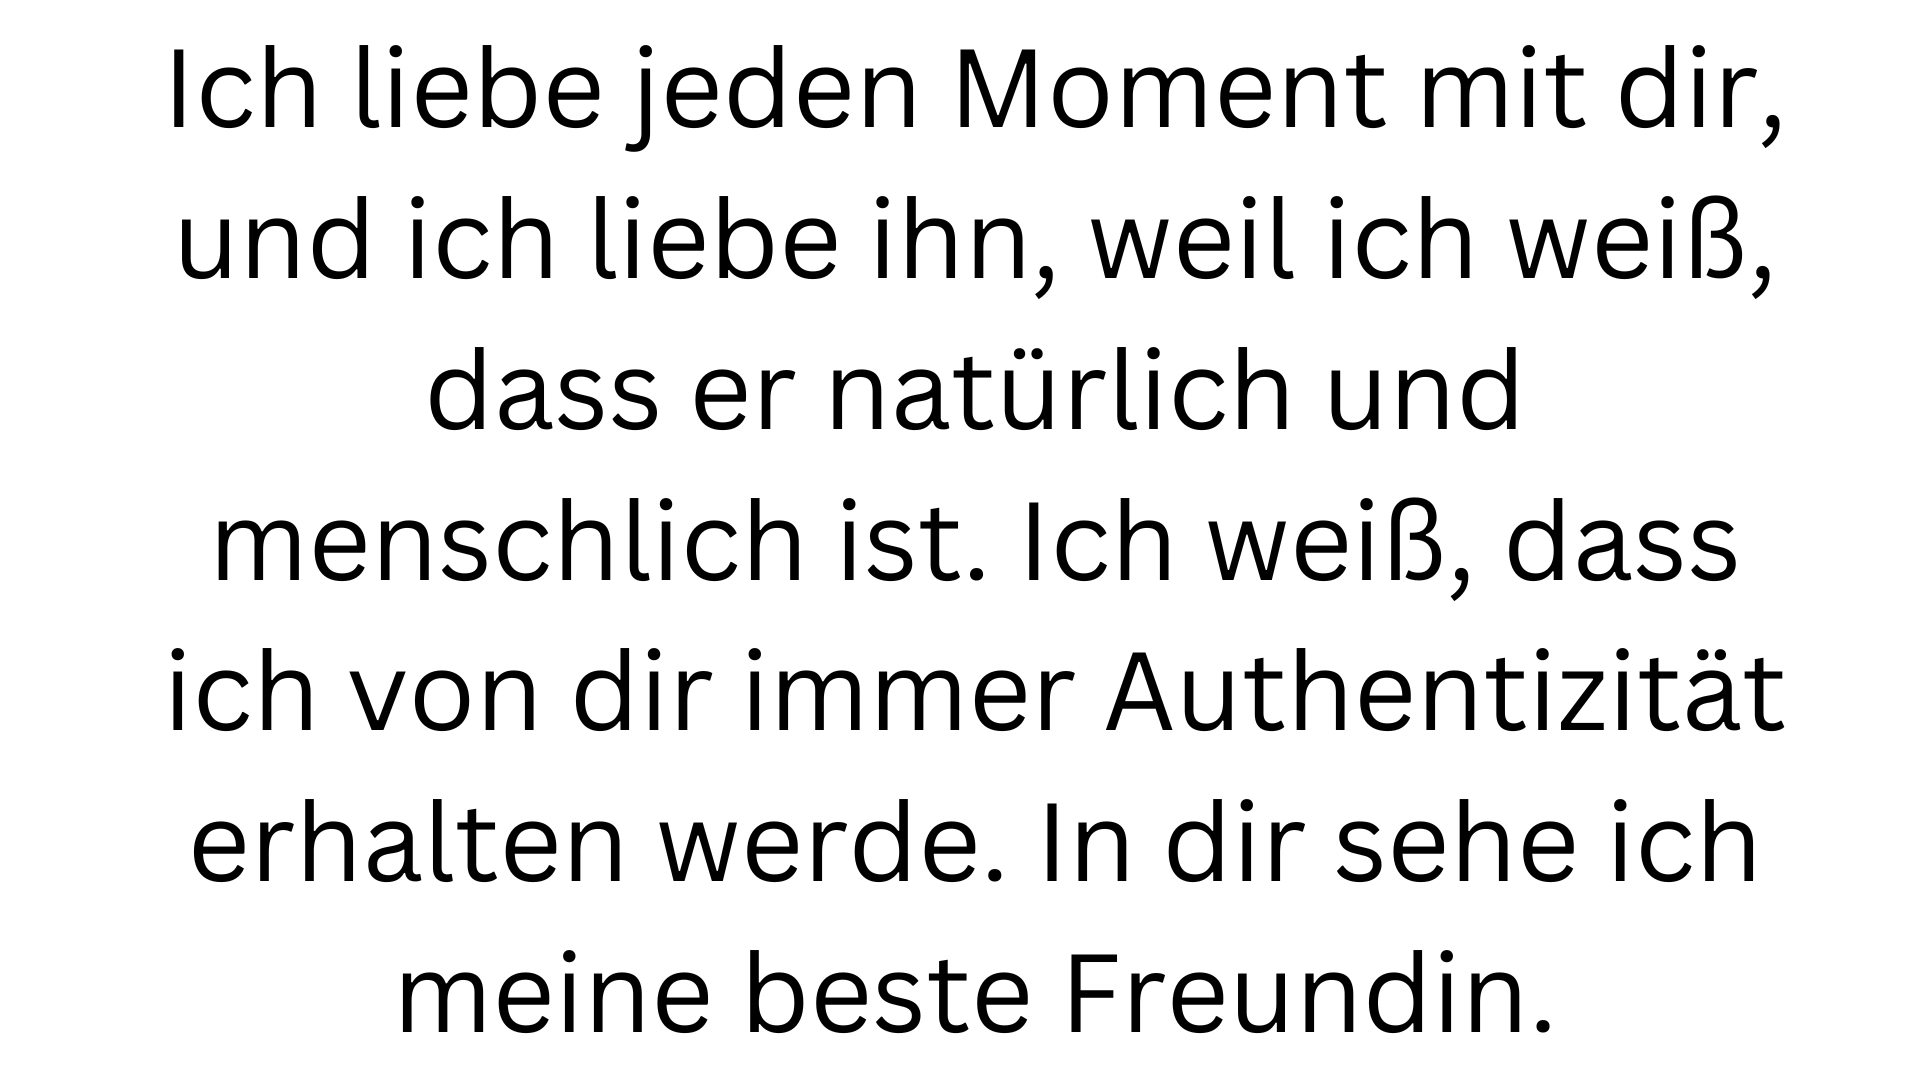 Ich liebe jeden Moment mit dir,
und ich liebe ihn, weil ich weiß,
dass er natürlich und
menschlich ist. Ich weiß, dass
ich von dir immer Authentizität
erhalten werde. In dir sehe ich
meine beste Freundin.